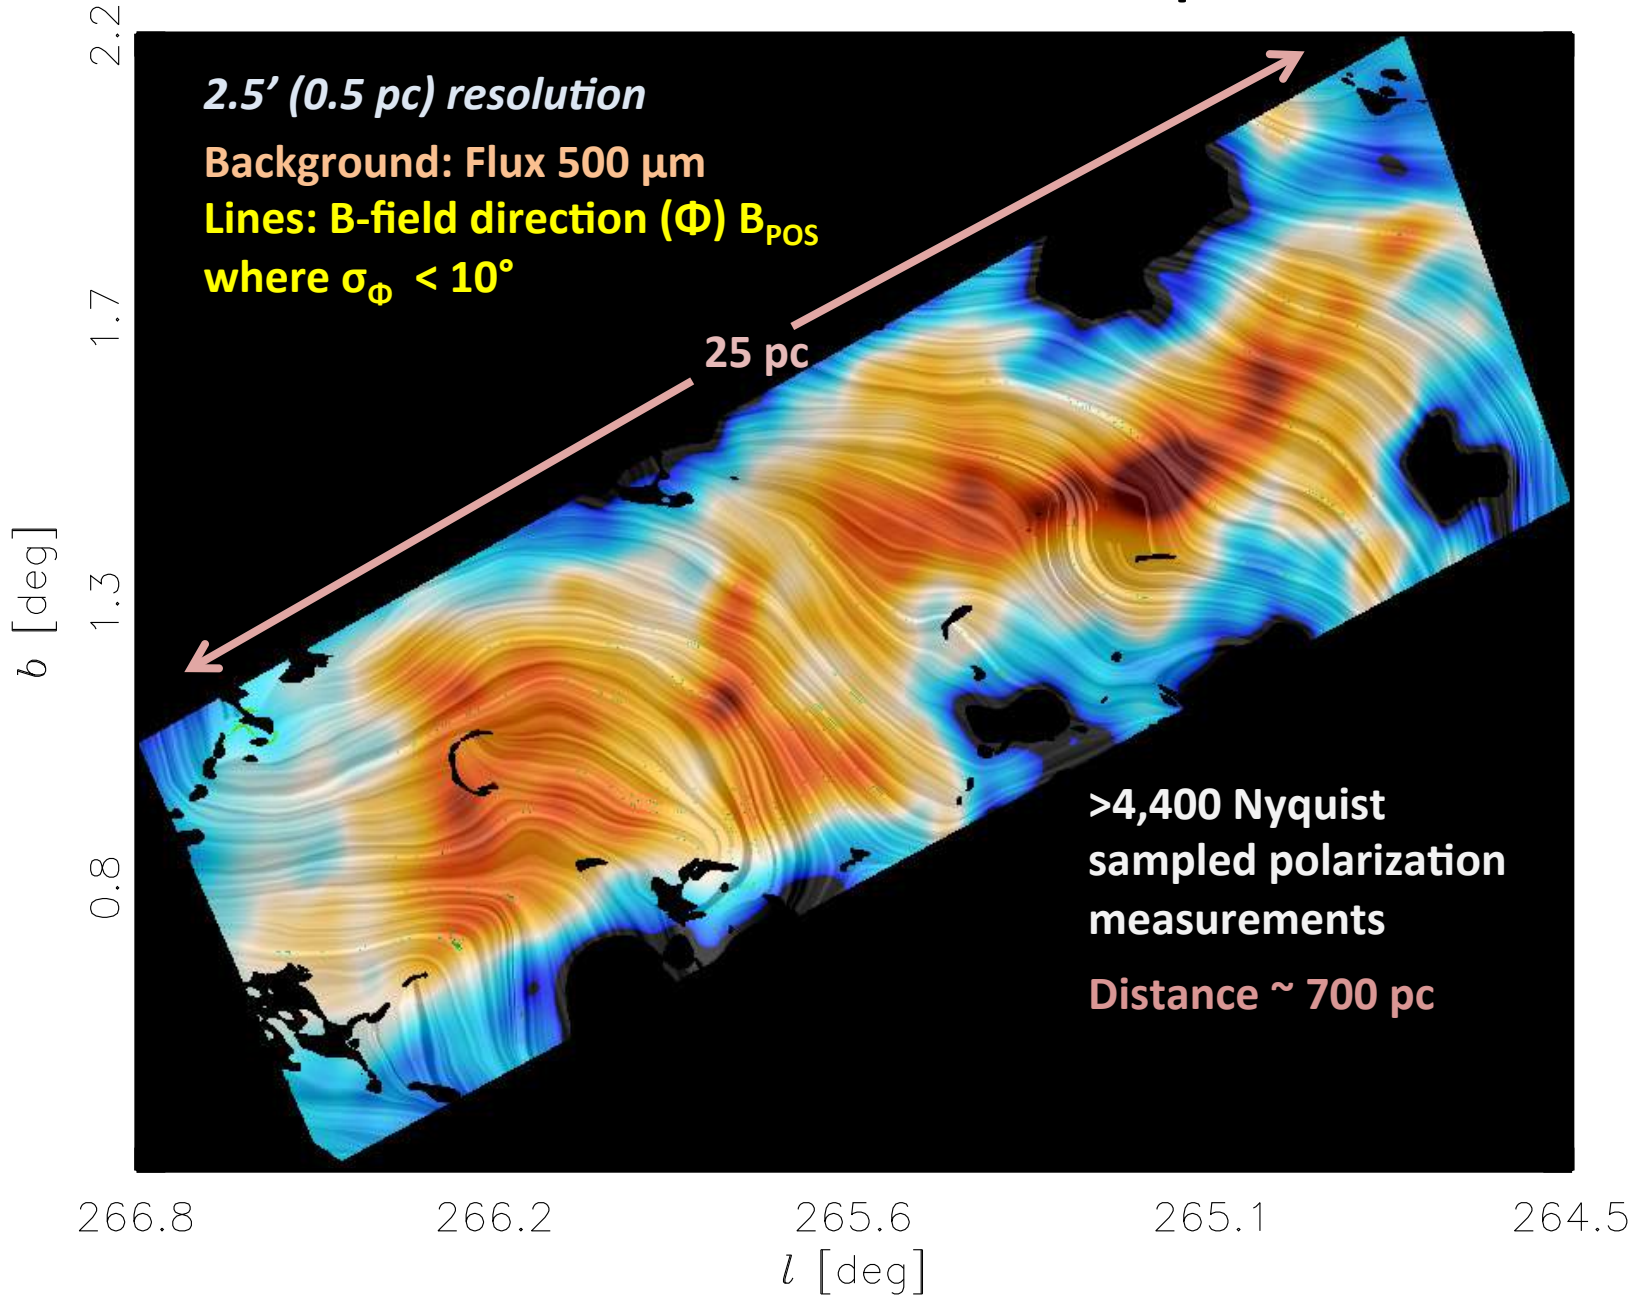 2.5’ (0.5 pc) resolution
Background: Flux 500 μm
Lines: B-field direction (Φ) B_POS
where σ_Φ < 10°
25 pc
>4,400 Nyquist
sampled polarization
measurements
Distance ~ 700 pc
b [deg]
2.2
1.7
1.3
0.8
266.8 266.2 265.6 265.1 264.5
l [deg]